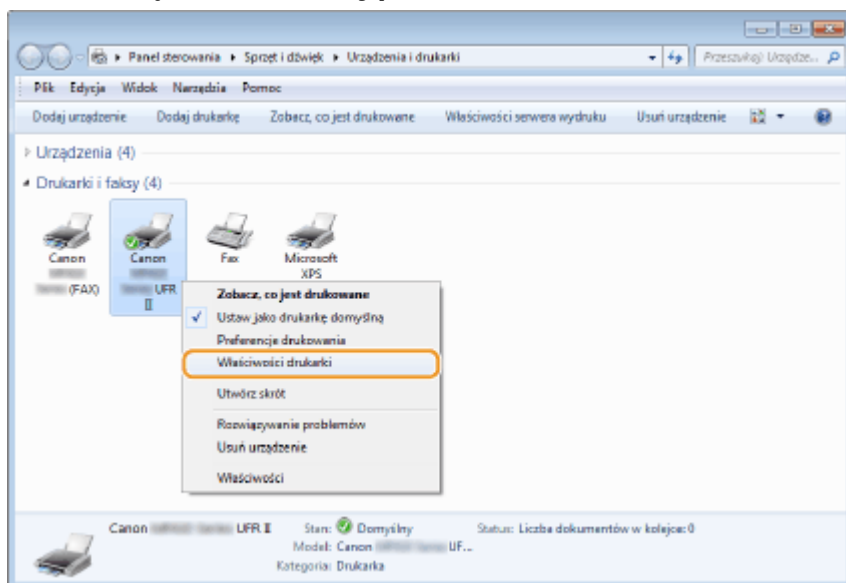 Panel sterowania ▸ Sprzęt i dźwięk ▸ Urządzenia i drukarki
Przeszukaj: Urządze...
Plik Edycja Widok Narzędzia Pomoc
Dodaj urządzenie Dodaj drukarkę Zobacz, co jest drukowane Właściwości serwera wydruku Usuń urządzenie
Urządzenia (4)
Drukarki i faksy (4)
Canon (FAX)
Canon UFR II
Fax
Microsoft XPS
Zobacz, co jest drukowane
Ustaw jako drukarkę domyślną
Preferencje drukowania
Właściwości drukarki
Utwórz skrót
Rozwiązywanie problemów
Usuń urządzenie
Właściwości
Canon UFR II Stan: Domyślny Status: Liczba dokumentów w kolejce: 0
Model: Canon UF...
Kategoria: Drukarka